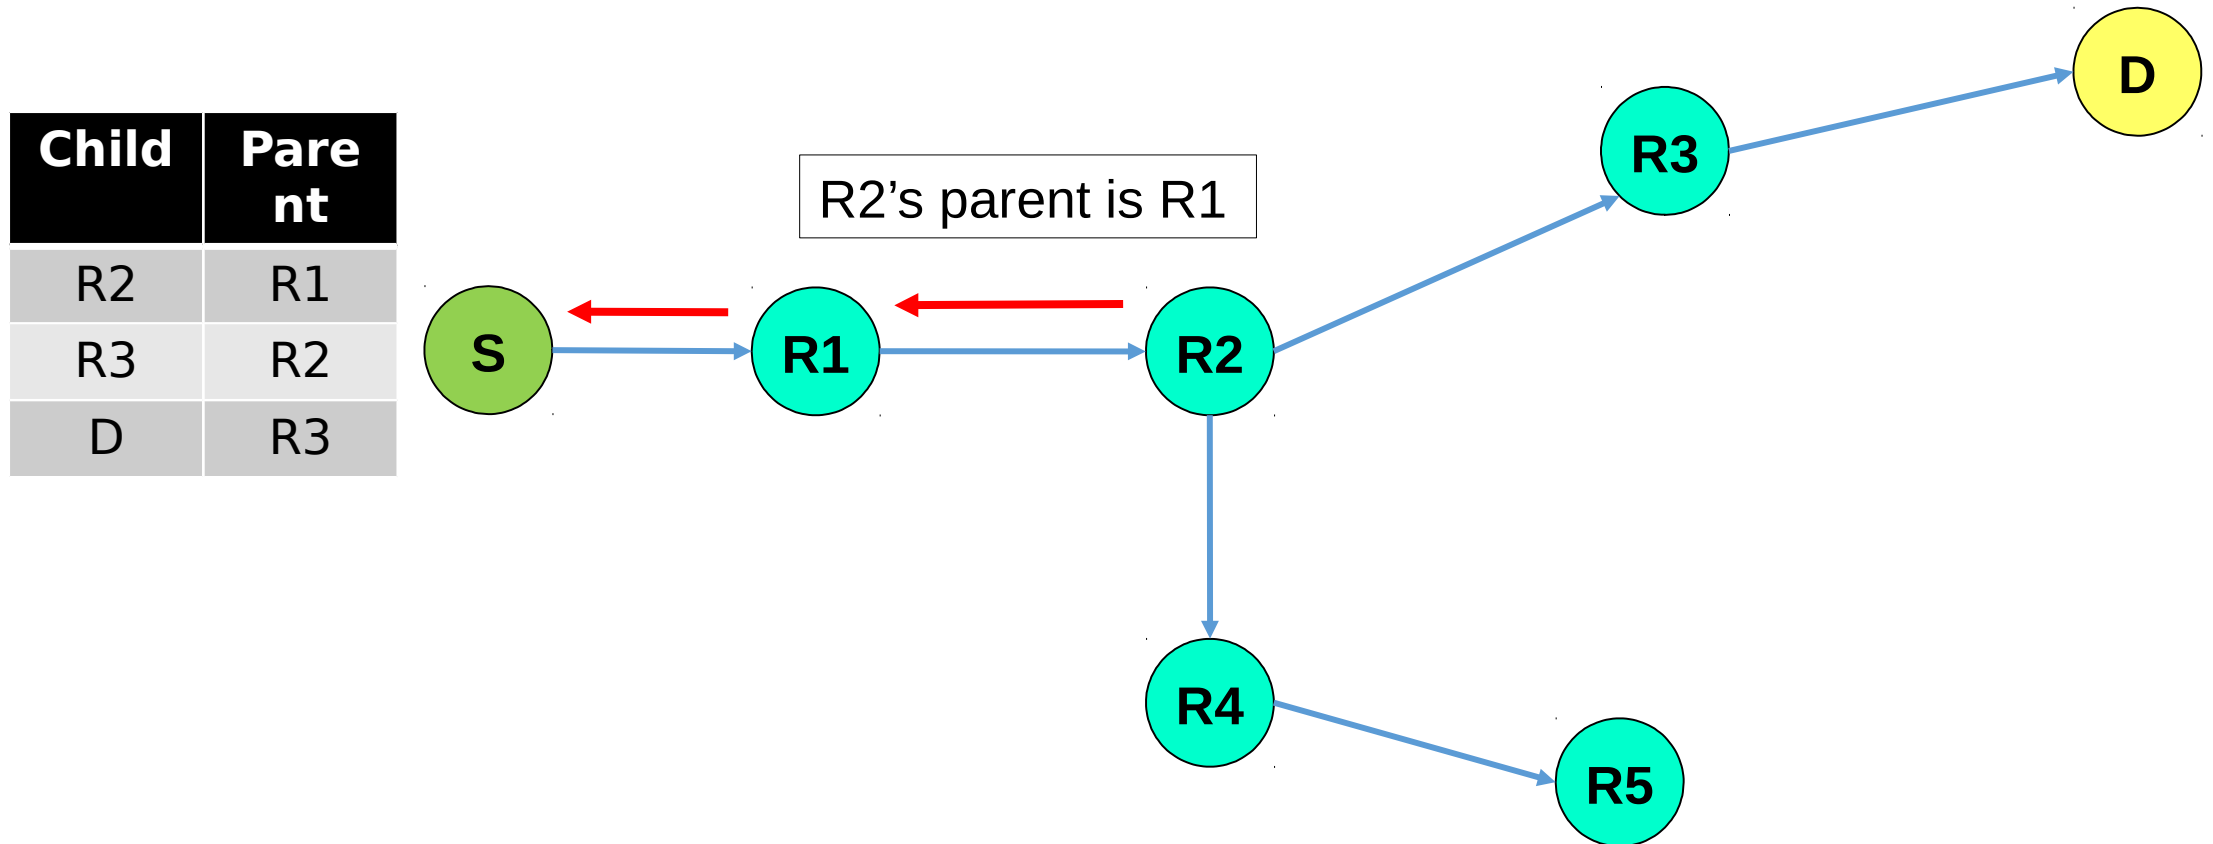 Child
Pare
nt
R2 R1
R3 R2
D R3
R2’s parent is R1
S
R1
R2
R3
D
R4
R5